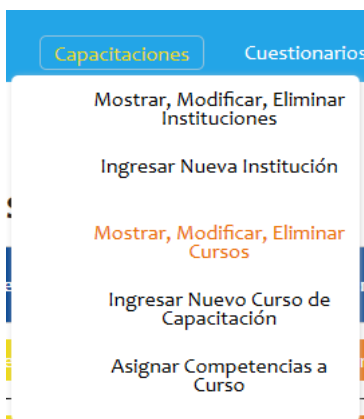 Capacitaciones Cuestionarios
Mostrar, Modificar, Eliminar
Instituciones
Ingresar Nueva Institución
Mostrar, Modificar, Eliminar
Cursos
Ingresar Nuevo Curso de
Capacitación
Asignar Competencias a
Curso